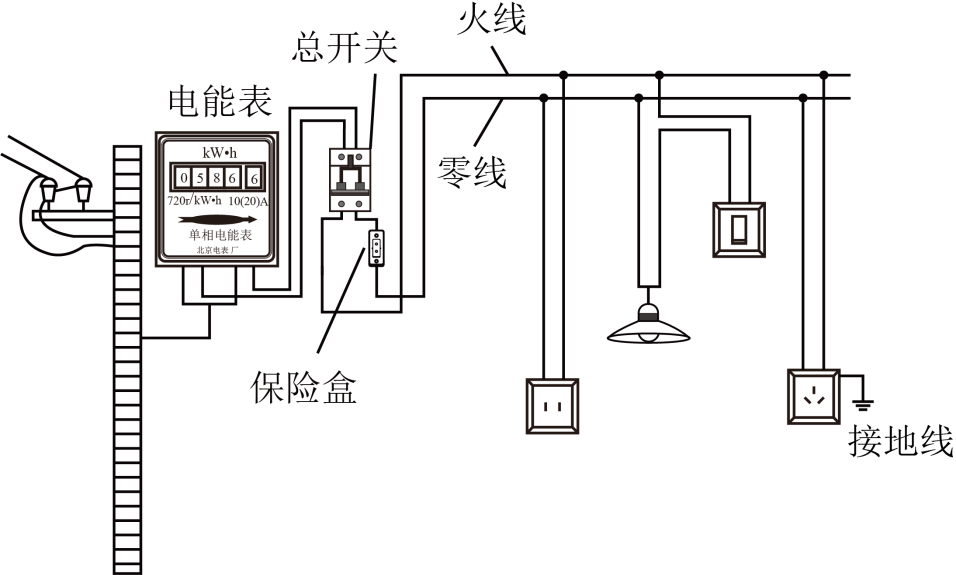 火线
总开关
电能表
kW•h
0 5 8 6 6
720r/kW•h 10(20)A
单相电能表
北京电表厂
零线
保险盒
接地线